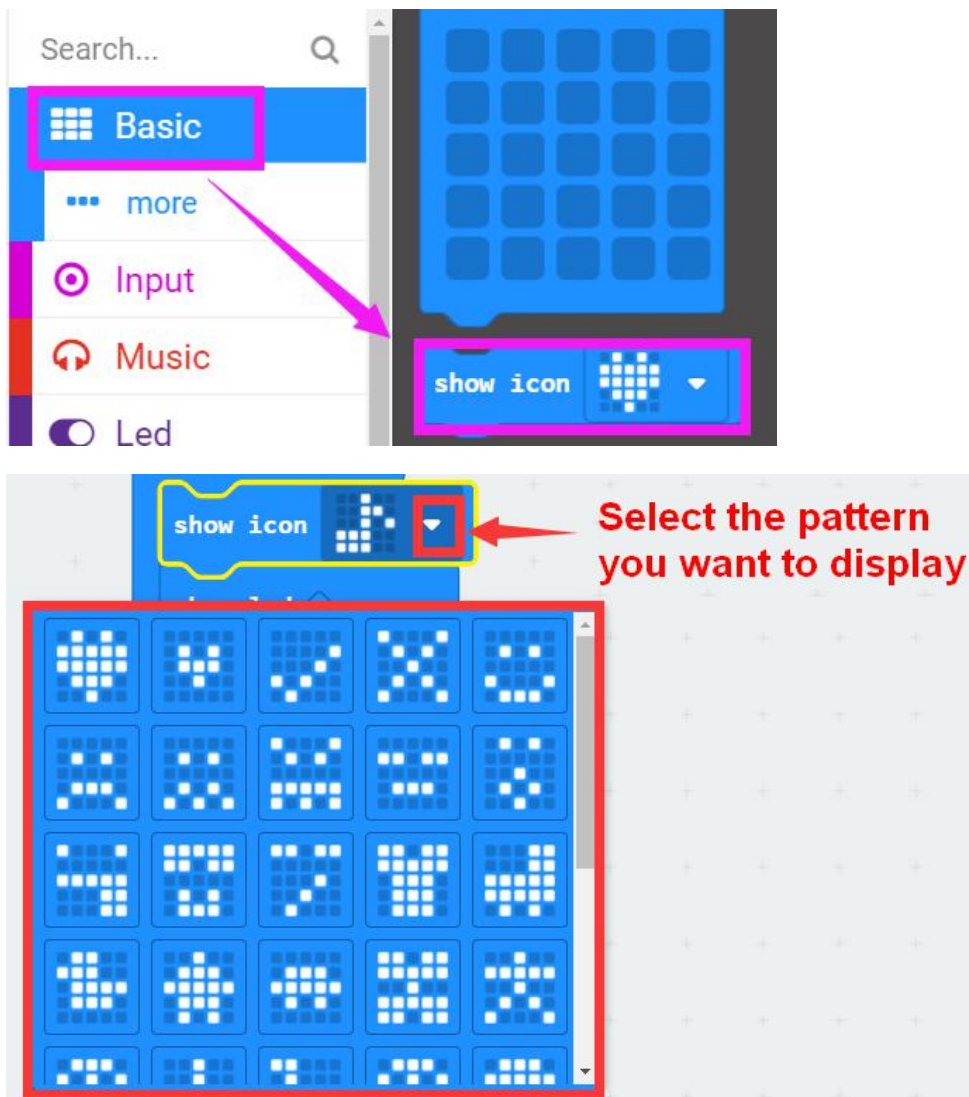 Search...
Basic
more
Input
Music
Led
show icon
show icon
Select the pattern
you want to display